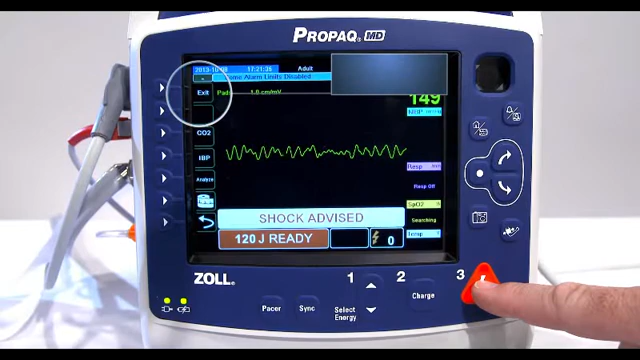 PROPAQ® MD
2013-10-08 17:21:36 Adult
Some Alarm Limits Disabled
Exit Pads 1.0 cm/mV
149
CO2
IBP
Resp
Analyze
Resp Off
SpO2
SHOCK ADVISED
Searching
120 J READY 0
Temp
ZOLL®
1 2 3
Pacer Sync Select Energy Charge